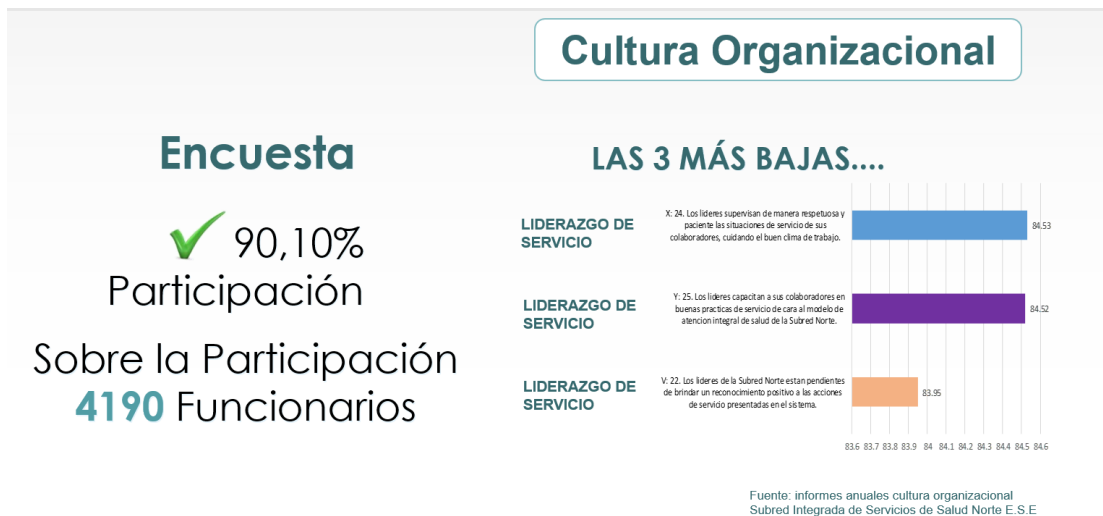 Cultura Organizacional
Encuesta
90,10%
Participación
Sobre la Participación
4190 Funcionarios
LAS 3 MÁS BAJAS....
LIDERAZGO DE
SERVICIO
X: 24. Los lideres supervisan de manera respetuosa y
paciente las situaciones de servicio de sus
colaboradores, cuidando el buen clima de trabajo.
84.53
LIDERAZGO DE
SERVICIO
Y: 25. Los lideres capacitan a sus colaboradores en
buenas practicas de servicio de cara al modelo de
atencion integral de salud de la Subred Norte.
84.52
LIDERAZGO DE
SERVICIO
V: 22. Los lideres de la Subred Norte estan pendientes
de brindar un reconocimiento positivo a las acciones
de servicio presentadas en el sistema.
83.95
83.6 83.7 83.8 83.9 84 84.1 84.2 84.3 84.4 84.5 84.6
Fuente: informes anuales cultura organizacional
Subred Integrada de Servicios de Salud Norte E.S.E